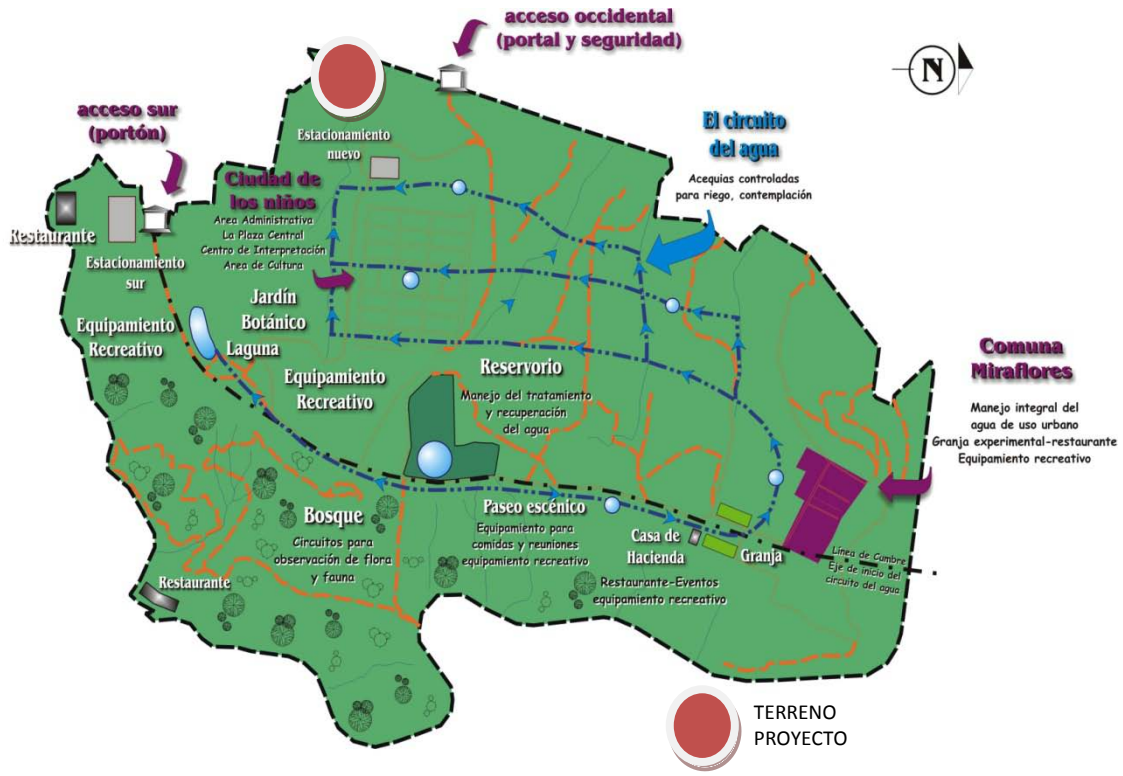 acceso occidental
(portal y seguridad)
N
acceso sur
(portón)
Estacionamiento
nuevo
El circuito
del agua
Acequias controladas
para riego, contemplación
Ciudad de
los niños
Area Administrativa
La Plaza Central
Centro de Interpretación
Area de Cultura
Restaurante
Estacionamiento
sur
Jardín
Botánico
Laguna
Equipamiento
Recreativo
Equipamiento
Recreativo
Reservorio
Manejo del tratamiento
y recuperación
del agua
Comuna
Miraflores
Manejo integral del
agua de uso urbano
Granja experimental-restaurante
Equipamiento recreativo
Bosque
Circuitos para
observación de flora
y fauna
Paseo escénico
Equipamiento para
comidas y reuniones
equipamiento recreativo
Casa de
Hacienda
Granja
Restaurante-Eventos
equipamiento recreativo
Línea de Cumbre
Eje de inicio del
circuito del agua
Restaurante
TERRENO
PROYECTO